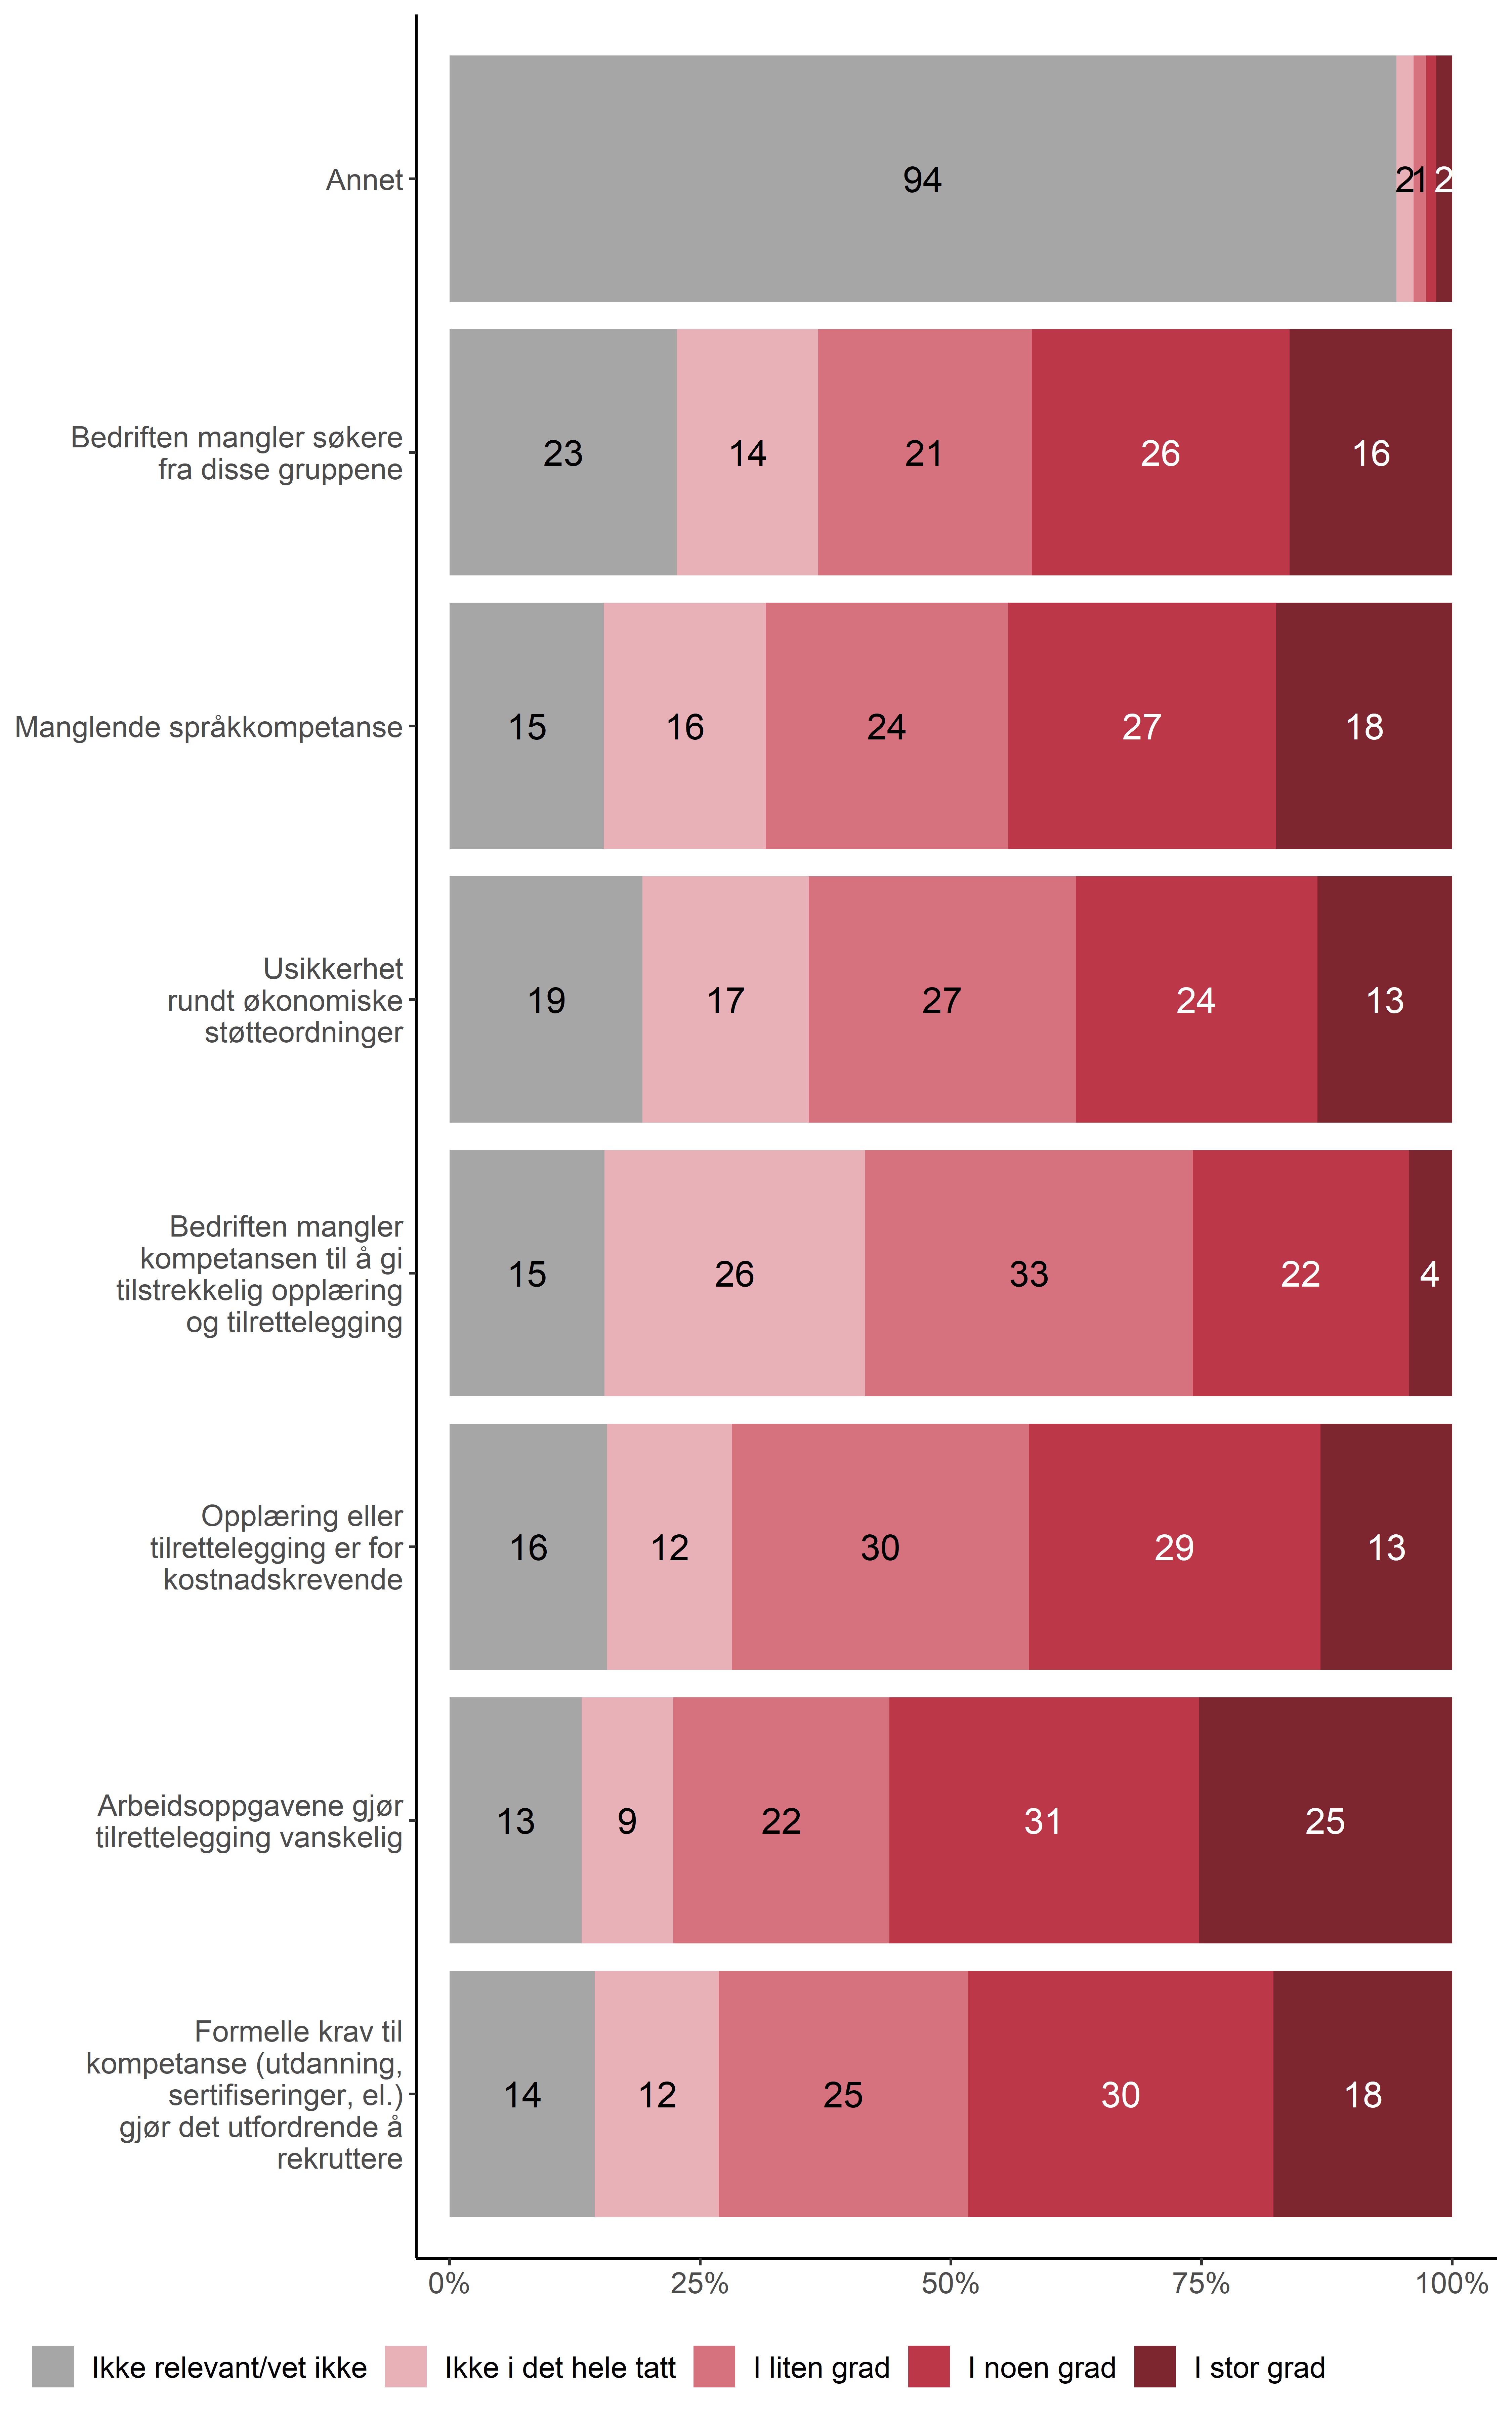 Annet
94
2
1
2
Bedriften mangler søkere
fra disse gruppene
23
14
21
26
16
Manglende språkkompetanse
15
16
24
27
18
Usikkerhet
rundt økonomiske
støtteordninger
19
17
27
24
13
Bedriften mangler
kompetansen til å gi
tilstrekkelig opplæring
og tilrettelegging
15
26
33
22
4
Opplæring eller
tilrettelegging er for
kostnadskrevende
16
12
30
29
13
Arbeidsoppgavene gjør
tilrettelegging vanskelig
13
9
22
31
25
Formelle krav til
kompetanse (utdanning,
sertifiseringer, el.)
gjør det utfordrende å
rekruttere
14
12
25
30
18
0%
25%
50%
75%
100%
Ikke relevant/vet ikke
Ikke i det hele tatt
I liten grad
I noen grad
I stor grad